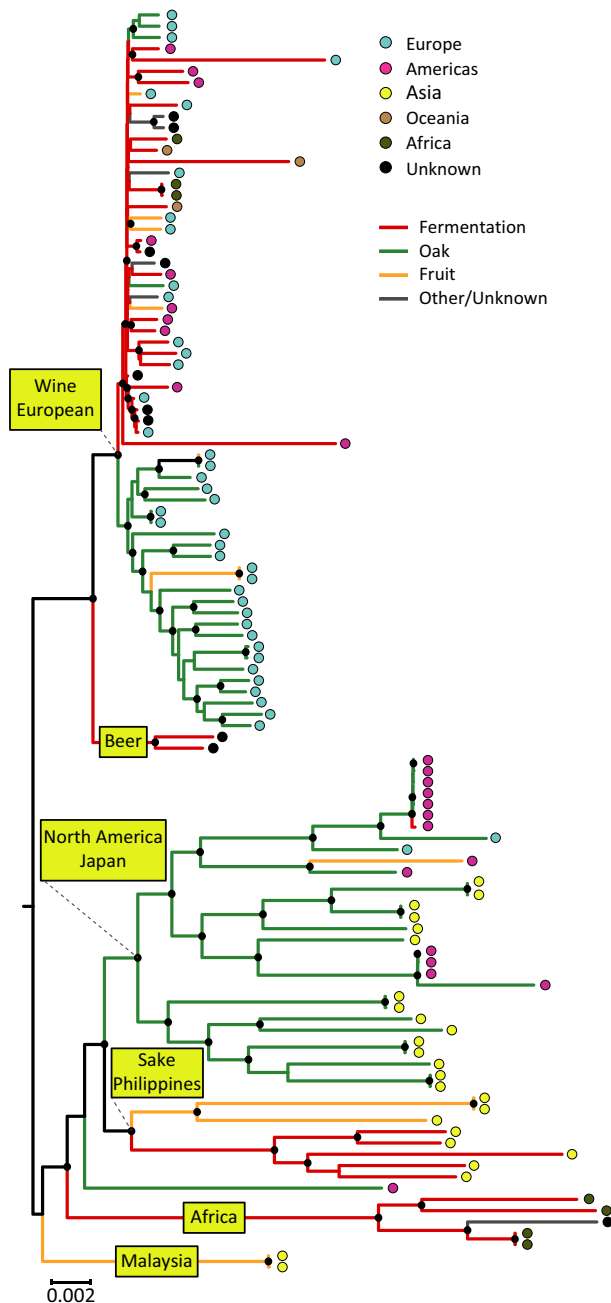 Europe
Americas
Asia
Oceania
Africa
Unknown
Fermentation
Oak
Fruit
Other/Unknown
Wine
European
Beer
North America
Japan
Sake
Philippines
Africa
Malaysia
0.002